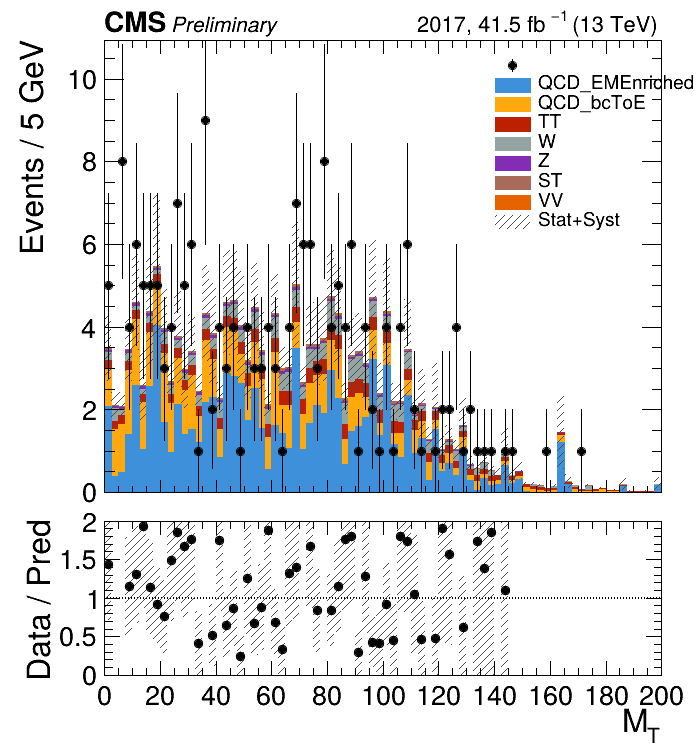 CMS Preliminary 2017, 41.5 fb⁻¹ (13 TeV)
Events / 5 GeV
10
8
6
4
2
0
QCD_EMEnriched
QCD_bcToE
TT
W
Z
ST
VV
Stat+Syst
Data / Pred
2
1.5
1
0.5
0
0 20 40 60 80 100 120 140 160 180 200
M_T